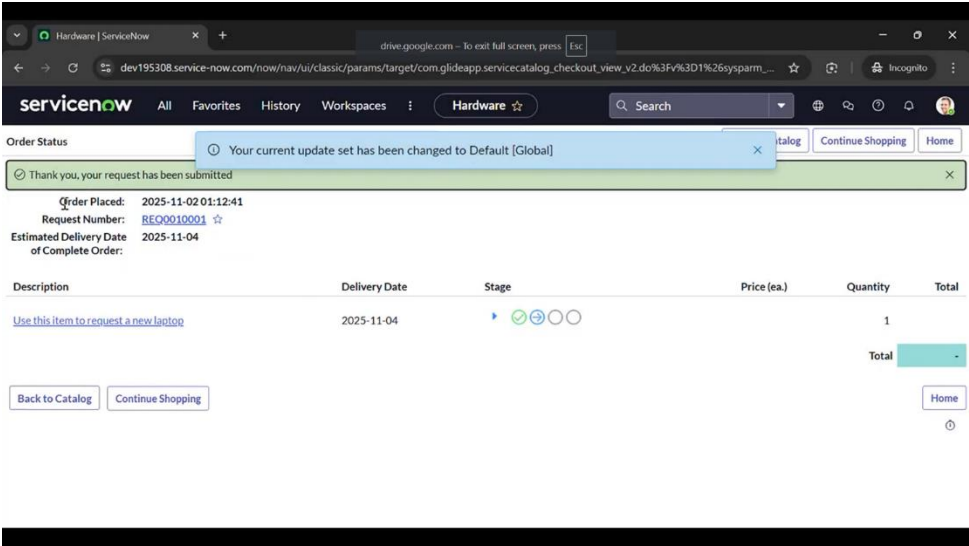 Hardware | ServiceNow
drive.google.com – To exit full screen, press Esc
dev195308.service-now.com/now/nav/ui/classic/params/target/com.glideapp.servicecatalog_checkout_view_v2.do%3Fv%3D1%26sysparm_...
Incognito
servicenow All Favorites History Workspaces Hardware Search
Order Status
Your current update set has been changed to Default [Global]
talog Continue Shopping Home
Thank you, your request has been submitted
Order Placed: 2025-11-02 01:12:41
Request Number: REQ0010001
Estimated Delivery Date 2025-11-04
of Complete Order:
Description Delivery Date Stage Price (ea.) Quantity Total
Use this item to request a new laptop 2025-11-04 1
Total -
Back to Catalog Continue Shopping Home